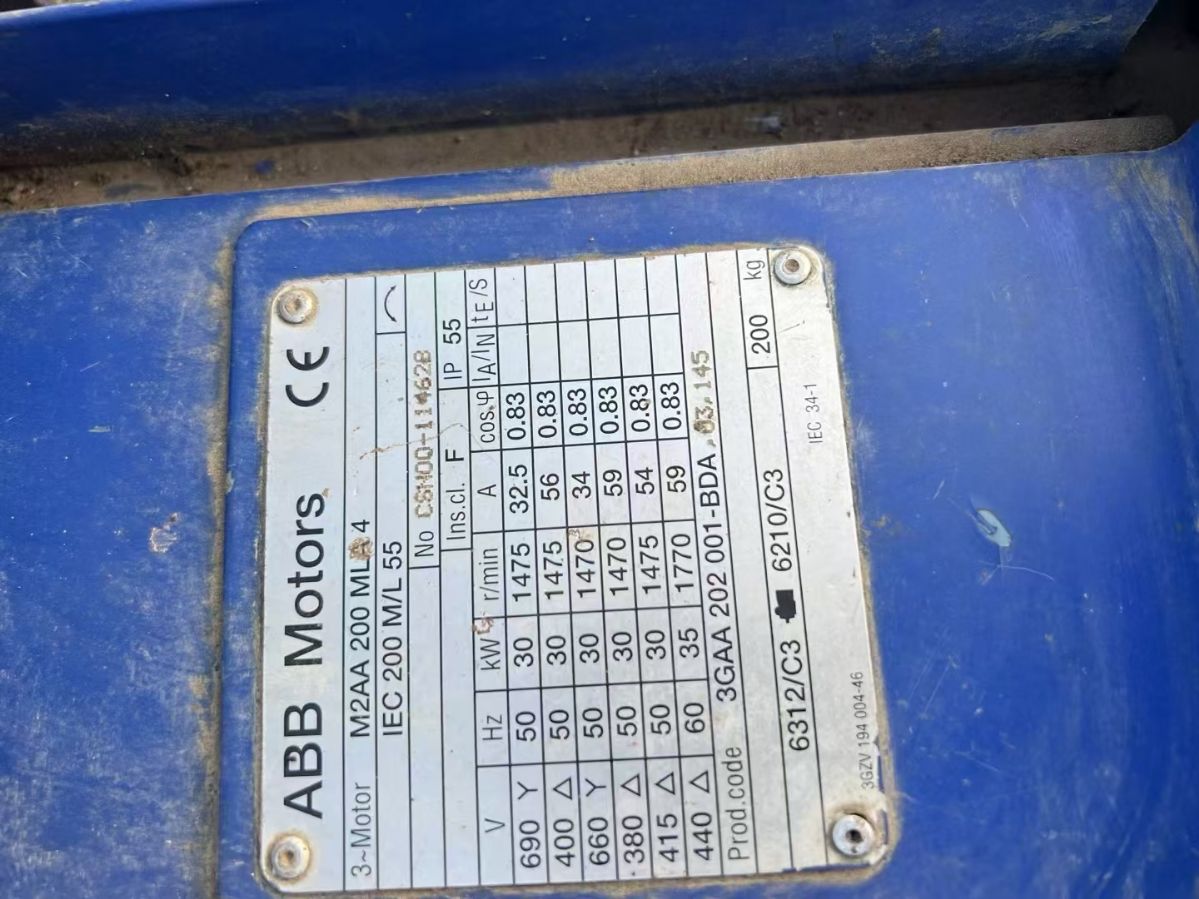 ABB Motors CE
3~Motor M2AA 200 MLA 4
IEC 200 M/L 55
No
Ins.cl. F IP 55
V Hz kW r/min A cos φ IA/IN tE/S
690 Y 50 30 1475 32.5 0.83
400 Δ 50 30 1475 56 0.83
660 Y 50 30 1470 34 0.83
380 Δ 50 30 1470 59 0.83
415 Δ 50 30 1475 54 0.83
440 Δ 60 35 1770 59 0.83
Prod.code 3GAA 202 001-BDA ,03,145
200 kg
6312/C3 6210/C3
IEC 34-1
3GZV 194 004-46